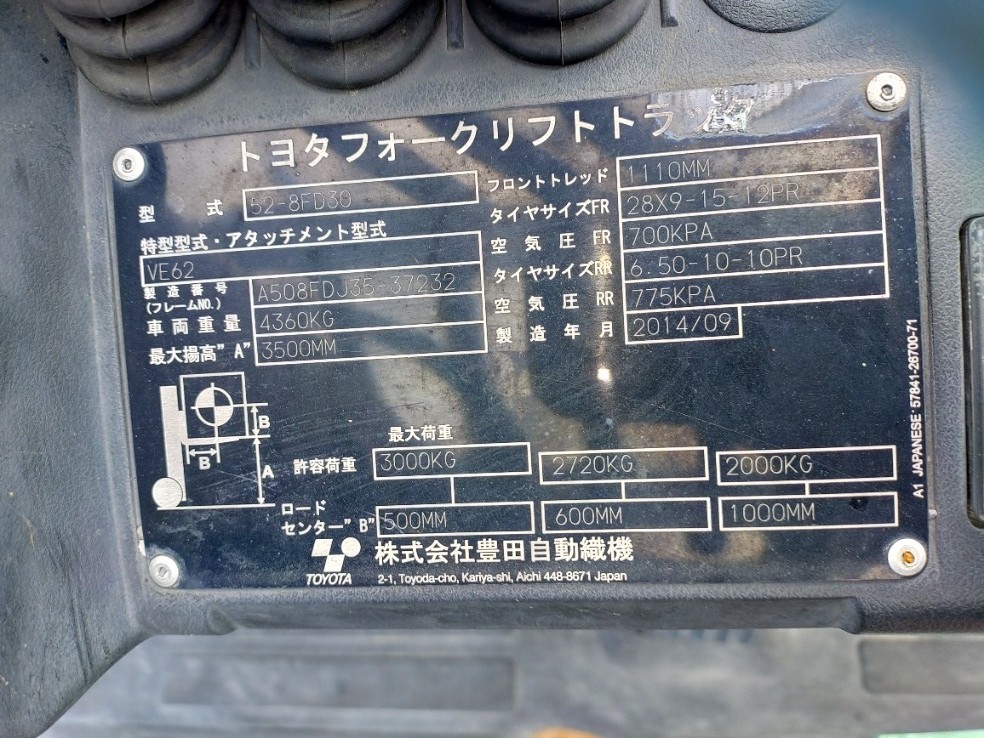 トヨタフォークリフトトラック
型式 52-8FD30
特型型式・アタッチメント型式
VE62
製造番号 (フレームNO.) A508FDJ35-37232
車両重量 4360KG
最大揚高"A" 3500MM
フロントトレッド 1110MM
タイヤサイズFR 28X9-15-12PR
空気圧 FR 700KPA
タイヤサイズRR 6.50-10-10PR
空気圧 RR 775KPA
製造年月 2014/09
B
B
A
最大荷重
許容荷重 3000KG 2720KG 2000KG
ロードセンター"B" 500MM 600MM 1000MM
TOYOTA
株式会社豊田自動織機
2-1, Toyoda-cho, Kariya-shi, Aichi 448-8671 Japan
A1 JAPANESE 57841-26700-71